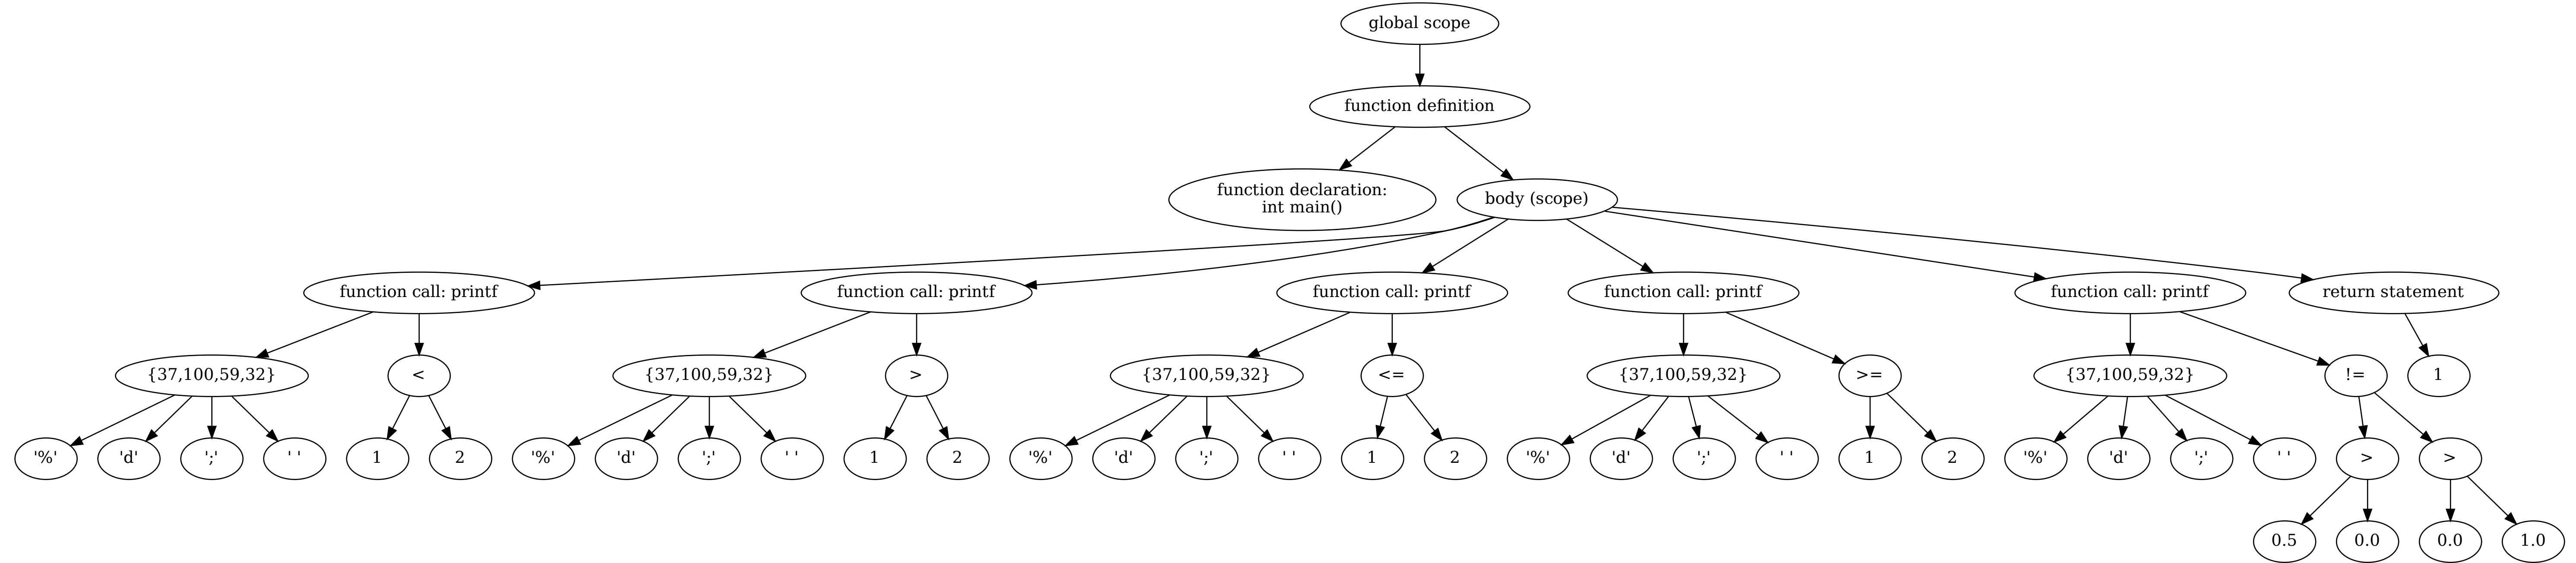 global scope
function definition
function declaration:
int main()
body (scope)
function call: printf
function call: printf
function call: printf
function call: printf
function call: printf
return statement
{37,100,59,32}
<
{37,100,59,32}
>
{37,100,59,32}
<=
{37,100,59,32}
>=
{37,100,59,32}
!=
1
'%'
'd'
';'
' '
1
2
'%'
'd'
';'
' '
1
2
'%'
'd'
';'
' '
1
2
'%'
'd'
';'
' '
1
2
'%'
'd'
';'
' '
>
>
0.5
0.0
0.0
1.0